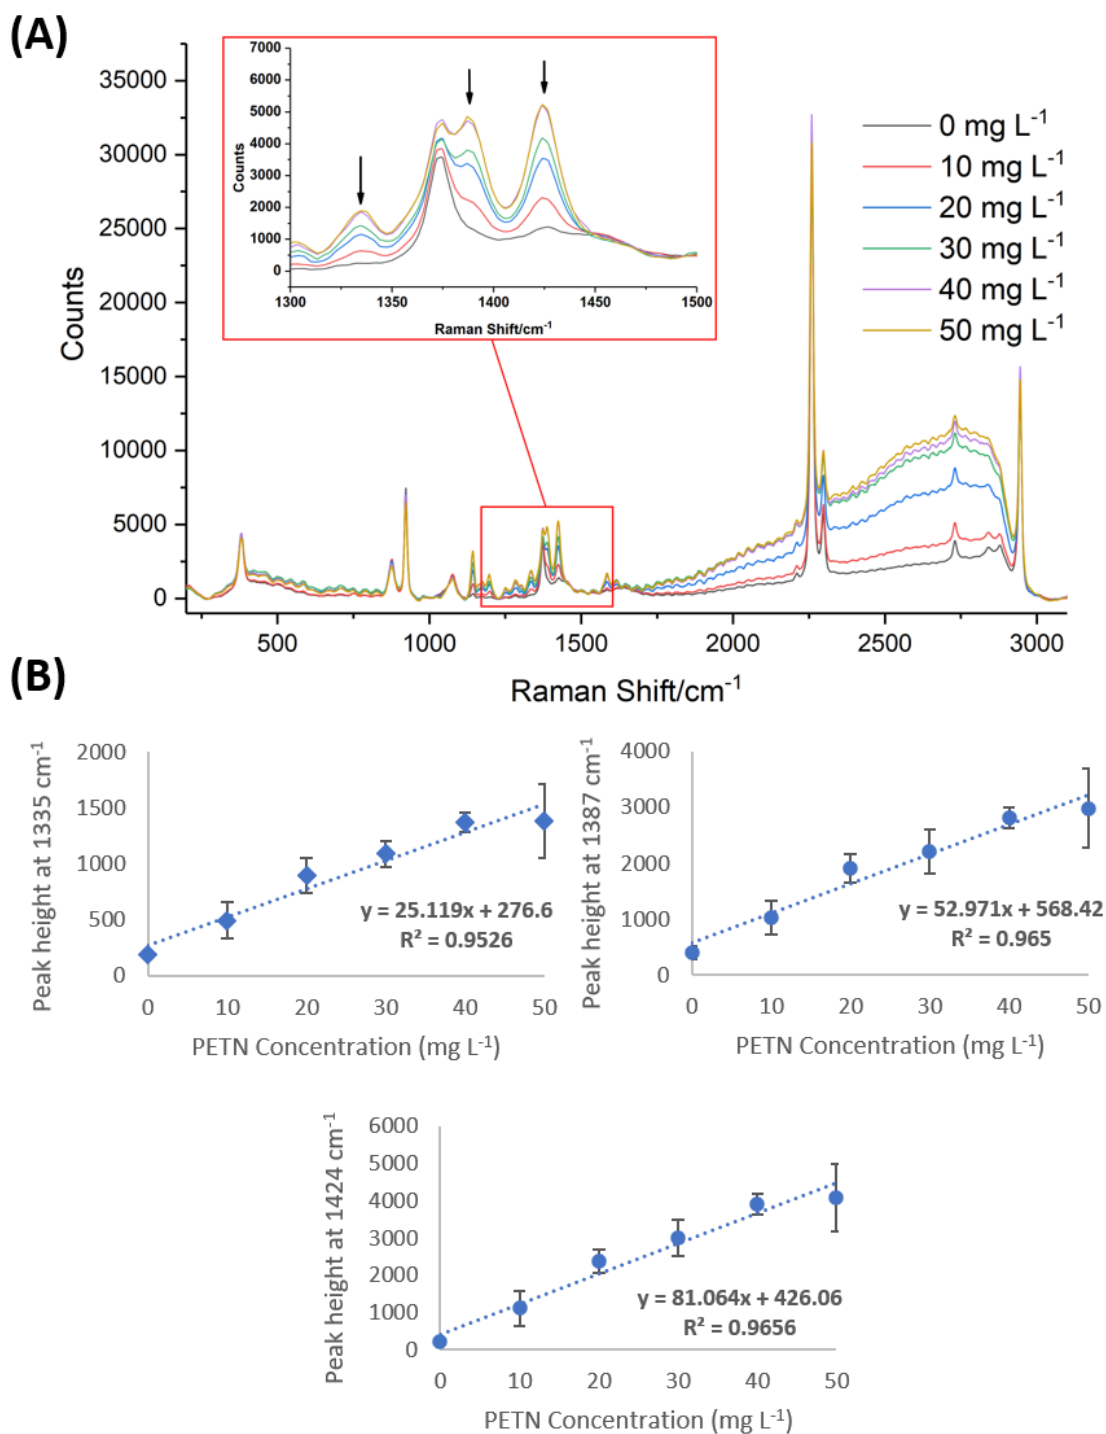 (A)
35000
30000
25000
20000
15000
10000
5000
0
Counts
500
1000
1500
2000
2500
3000
Raman Shift/cm⁻¹
7000
6000
5000
4000
3000
2000
1000
0
Counts
1300
1350
1400
1450
1500
Raman Shift/cm⁻¹
0 mg L⁻¹
10 mg L⁻¹
20 mg L⁻¹
30 mg L⁻¹
40 mg L⁻¹
50 mg L⁻¹
(B)
Peak height at 1335 cm⁻¹
2000
1500
1000
500
0
y = 25.119x + 276.6
R² = 0.9526
0
10
20
30
40
50
PETN Concentration (mg L⁻¹)
Peak height at 1387 cm⁻¹
4000
3000
2000
1000
0
y = 52.971x + 568.42
R² = 0.965
0
10
20
30
40
50
PETN Concentration (mg L⁻¹)
Peak height at 1424 cm⁻¹
6000
5000
4000
3000
2000
1000
0
y = 81.064x + 426.06
R² = 0.9656
0
10
20
30
40
50
PETN Concentration (mg L⁻¹)